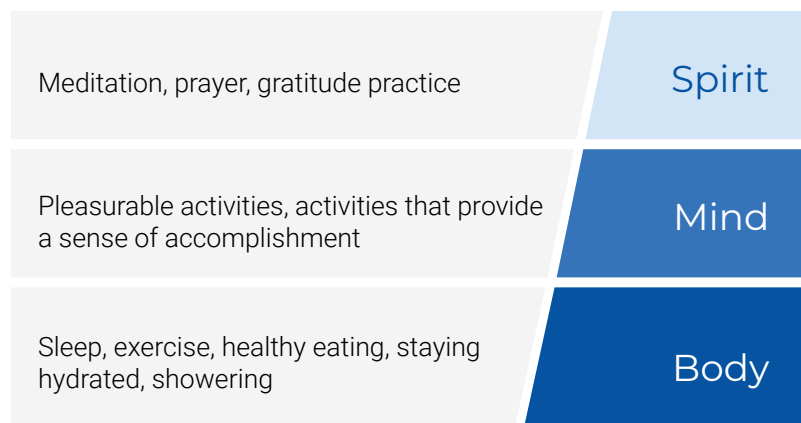 Meditation, prayer, gratitude practice
Spirit
Pleasurable activities, activities that provide
a sense of accomplishment
Mind
Sleep, exercise, healthy eating, staying
hydrated, showering
Body